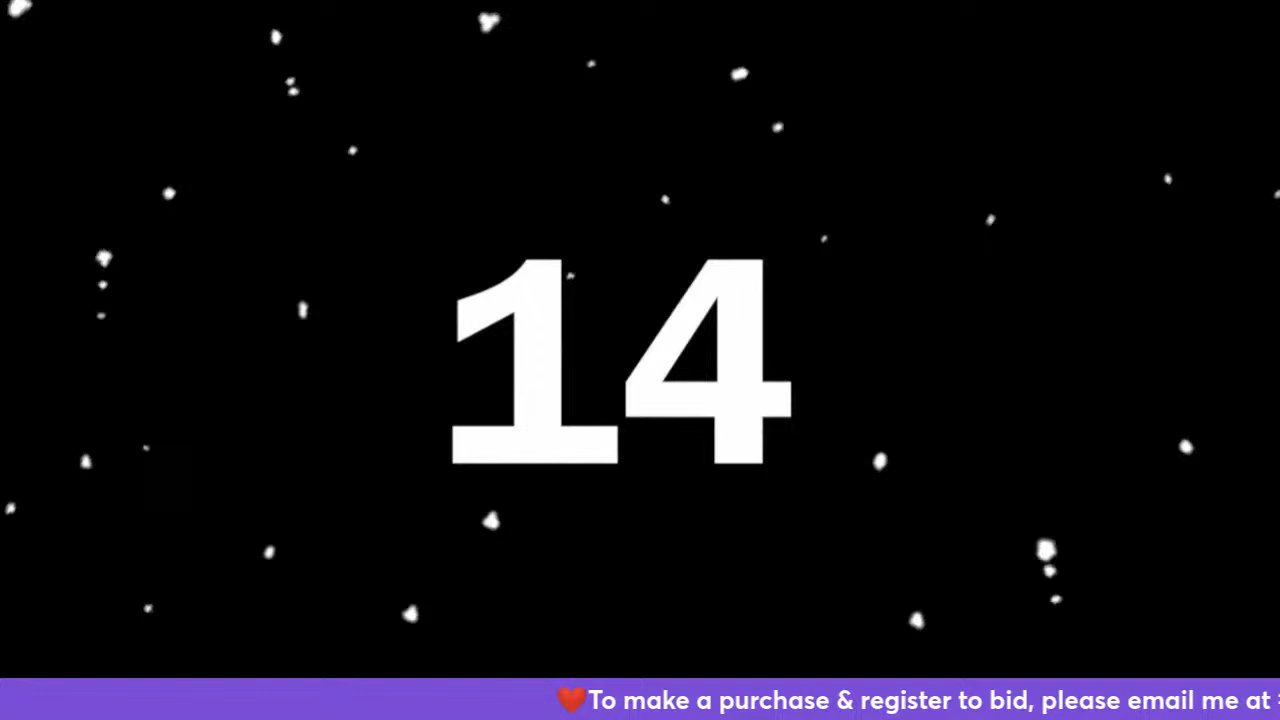 14
❤️To make a purchase & register to bid, please email me at